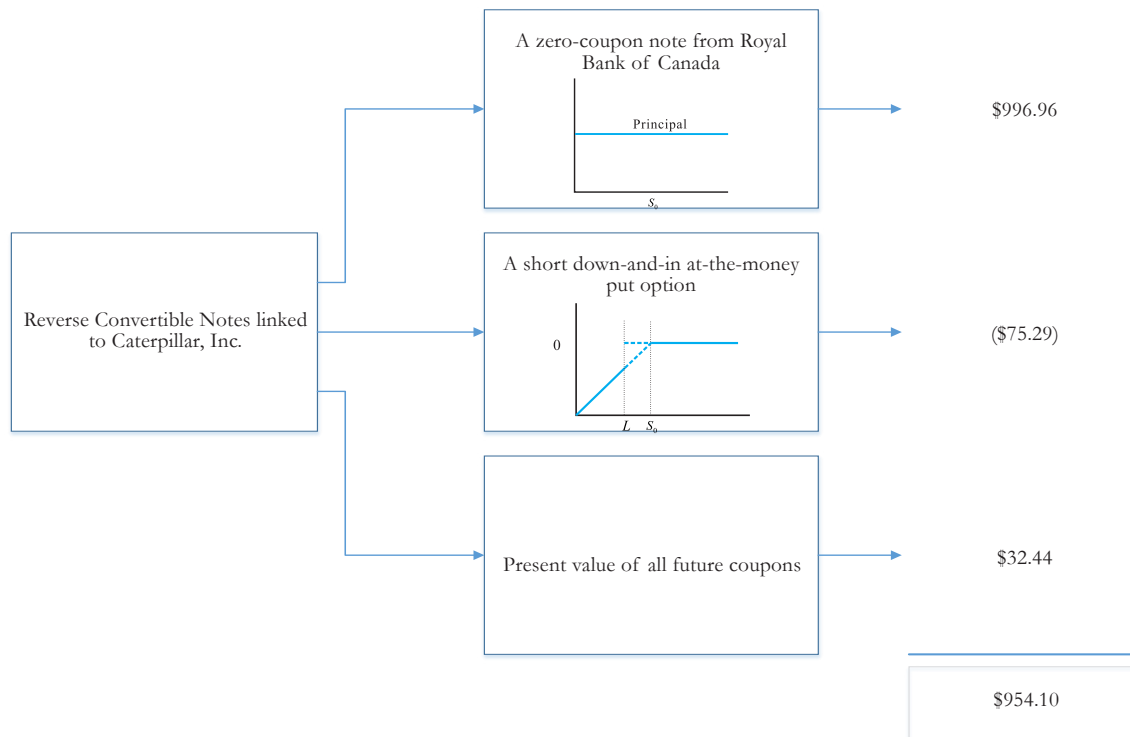 A zero-coupon note from Royal
Bank of Canada
Principal
S₀
$996.96
Reverse Convertible Notes linked
to Caterpillar, Inc.
A short down-and-in at-the-money
put option
0
L S₀
($75.29)
Present value of all future coupons
$32.44
$954.10